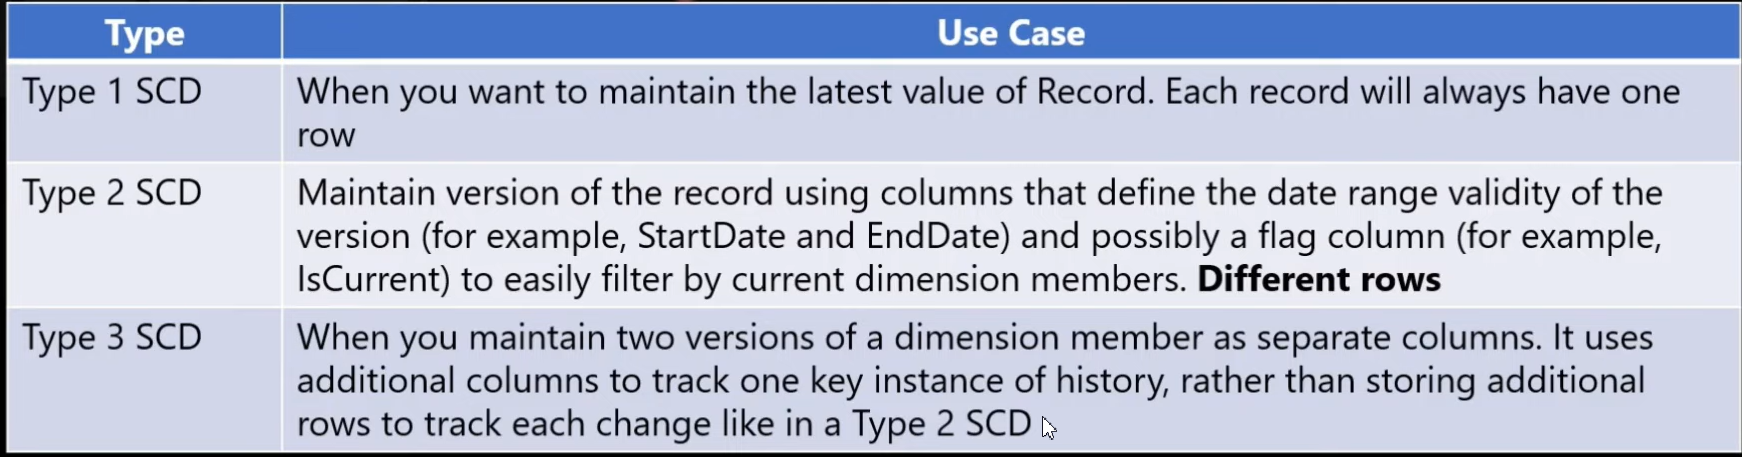 Type
Use Case
Type 1 SCD
When you want to maintain the latest value of Record. Each record will always have one
row
Type 2 SCD
Maintain version of the record using columns that define the date range validity of the
version (for example, StartDate and EndDate) and possibly a flag column (for example,
IsCurrent) to easily filter by current dimension members. Different rows
Type 3 SCD
When you maintain two versions of a dimension member as separate columns. It uses
additional columns to track one key instance of history, rather than storing additional
rows to track each change like in a Type 2 SCD